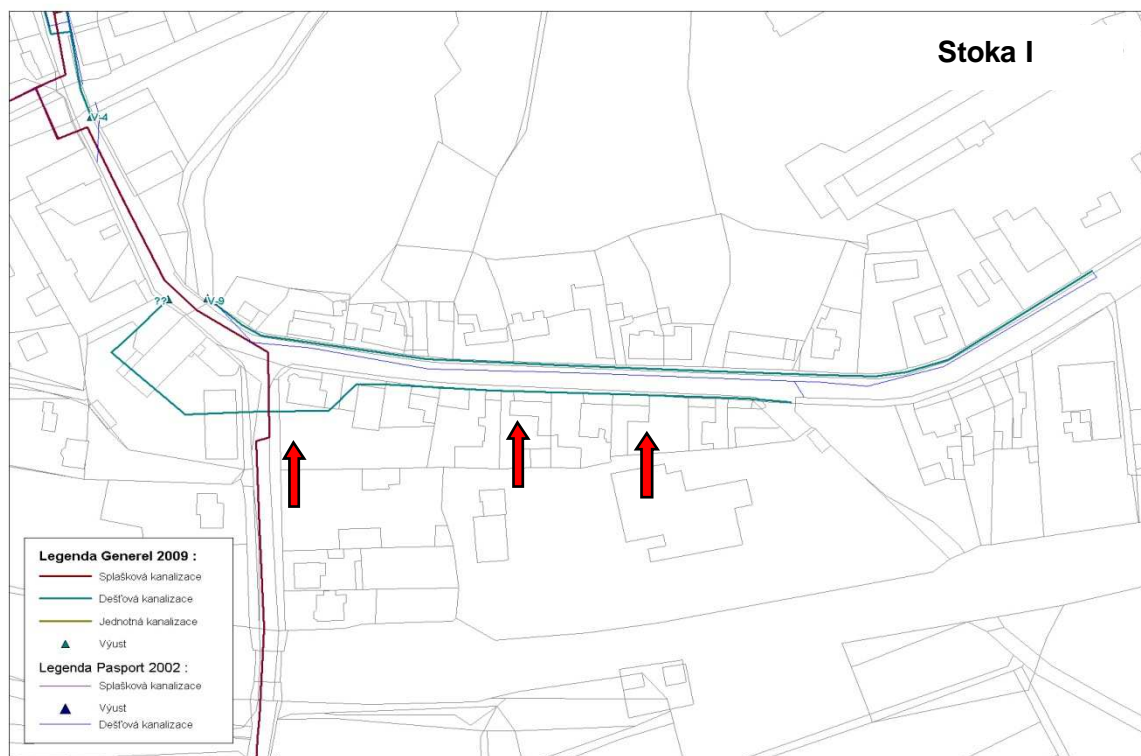 Stoka I
V-4
??
V-9
Legenda Generel 2009 :
Splašková kanalizace
Dešťová kanalizace
Jednotná kanalizace
Výust
Legenda Pasport 2002 :
Splašková kanalizace
Výust
Dešťová kanalizace